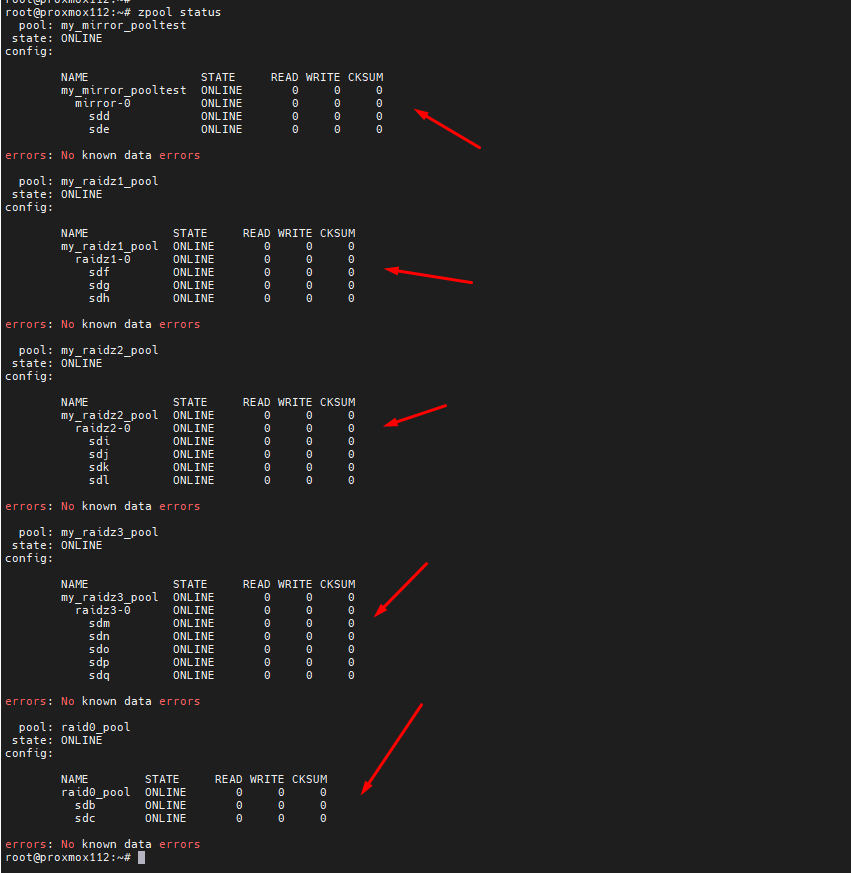 root@proxmox112:~#
root@proxmox112:~# zpool status
  pool: my_mirror_pooltest
 state: ONLINE
config:

        NAME                STATE     READ WRITE CKSUM
        my_mirror_pooltest  ONLINE       0     0     0
          mirror-0          ONLINE       0     0     0
            sdd             ONLINE       0     0     0
            sde             ONLINE       0     0     0

errors: No known data errors

  pool: my_raidz1_pool
 state: ONLINE
config:

        NAME            STATE     READ WRITE CKSUM
        my_raidz1_pool  ONLINE       0     0     0
          raidz1-0      ONLINE       0     0     0
            sdf         ONLINE       0     0     0
            sdg         ONLINE       0     0     0
            sdh         ONLINE       0     0     0

errors: No known data errors

  pool: my_raidz2_pool
 state: ONLINE
config:

        NAME            STATE     READ WRITE CKSUM
        my_raidz2_pool  ONLINE       0     0     0
          raidz2-0      ONLINE       0     0     0
            sdi         ONLINE       0     0     0
            sdj         ONLINE       0     0     0
            sdk         ONLINE       0     0     0
            sdl         ONLINE       0     0     0

errors: No known data errors

  pool: my_raidz3_pool
 state: ONLINE
config:

        NAME            STATE     READ WRITE CKSUM
        my_raidz3_pool  ONLINE       0     0     0
          raidz3-0      ONLINE       0     0     0
            sdm         ONLINE       0     0     0
            sdn         ONLINE       0     0     0
            sdo         ONLINE       0     0     0
            sdp         ONLINE       0     0     0
            sdq         ONLINE       0     0     0

errors: No known data errors

  pool: raid0_pool
 state: ONLINE
config:

        NAME        STATE     READ WRITE CKSUM
        raid0_pool  ONLINE       0     0     0
          sdb       ONLINE       0     0     0
          sdc       ONLINE       0     0     0

errors: No known data errors
root@proxmox112:~#